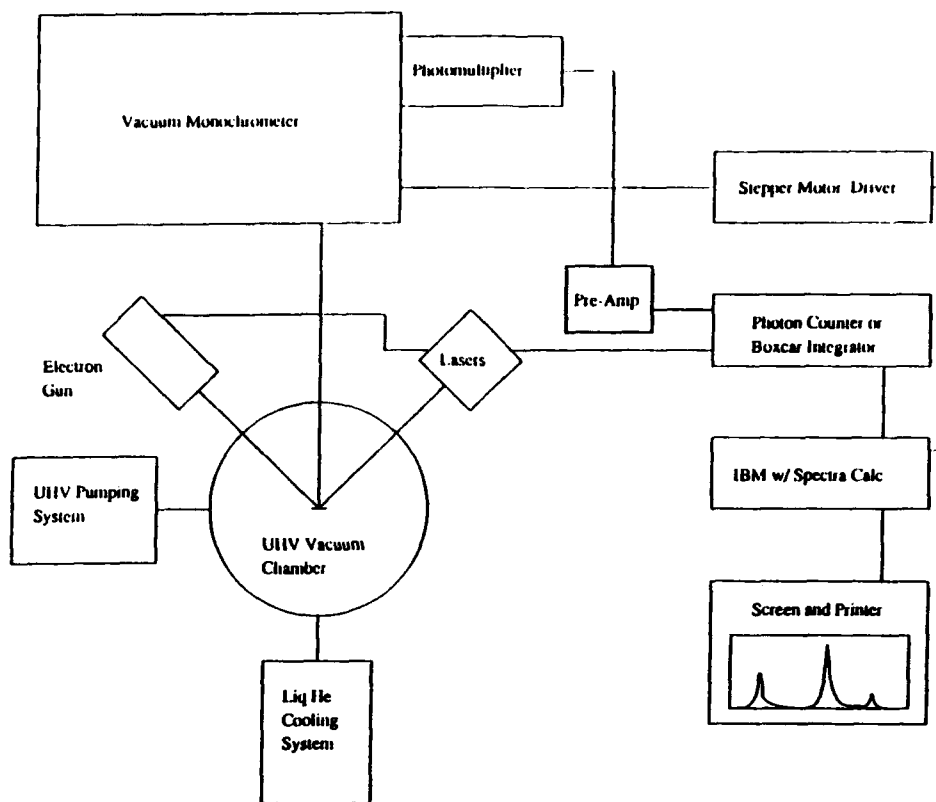 Photomultiplier
Vacuum Monochrometer
Stepper Motor Driver
Pre-Amp
Photon Counter or
Boxcar Integrator
Lasers
Electron
Gun
IBM w/ Spectra Calc
UHV Pumping
System
UHV Vacuum
Chamber
Screen and Printer
Liq He
Cooling
System